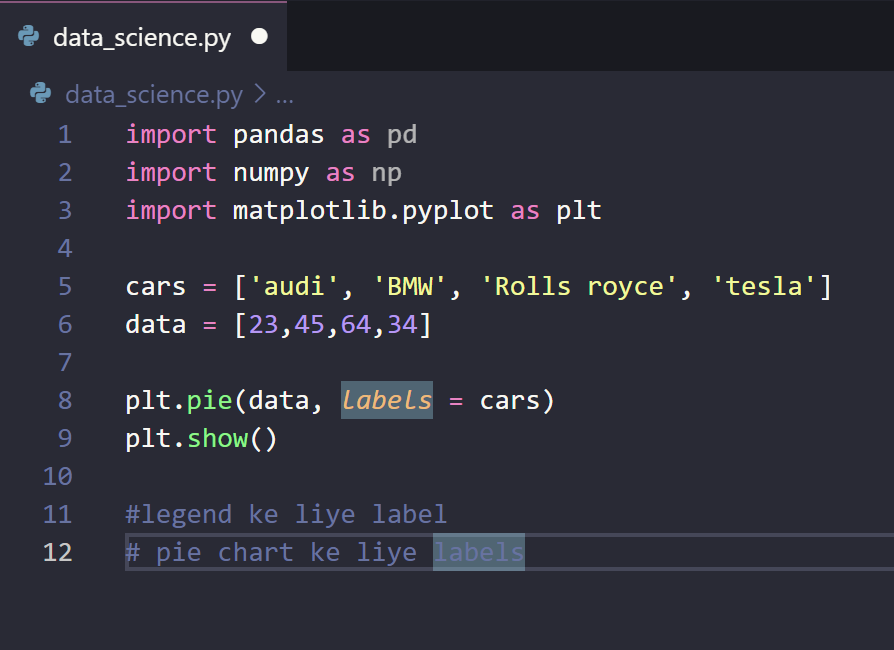 data_science.py
data_science.py > ...
1 import pandas as pd
2 import numpy as np
3 import matplotlib.pyplot as plt
4
5 cars = ['audi', 'BMW', 'Rolls royce', 'tesla']
6 data = [23,45,64,34]
7
8 plt.pie(data, labels = cars)
9 plt.show()
10
11 #legend ke liye label
12 # pie chart ke liye labels